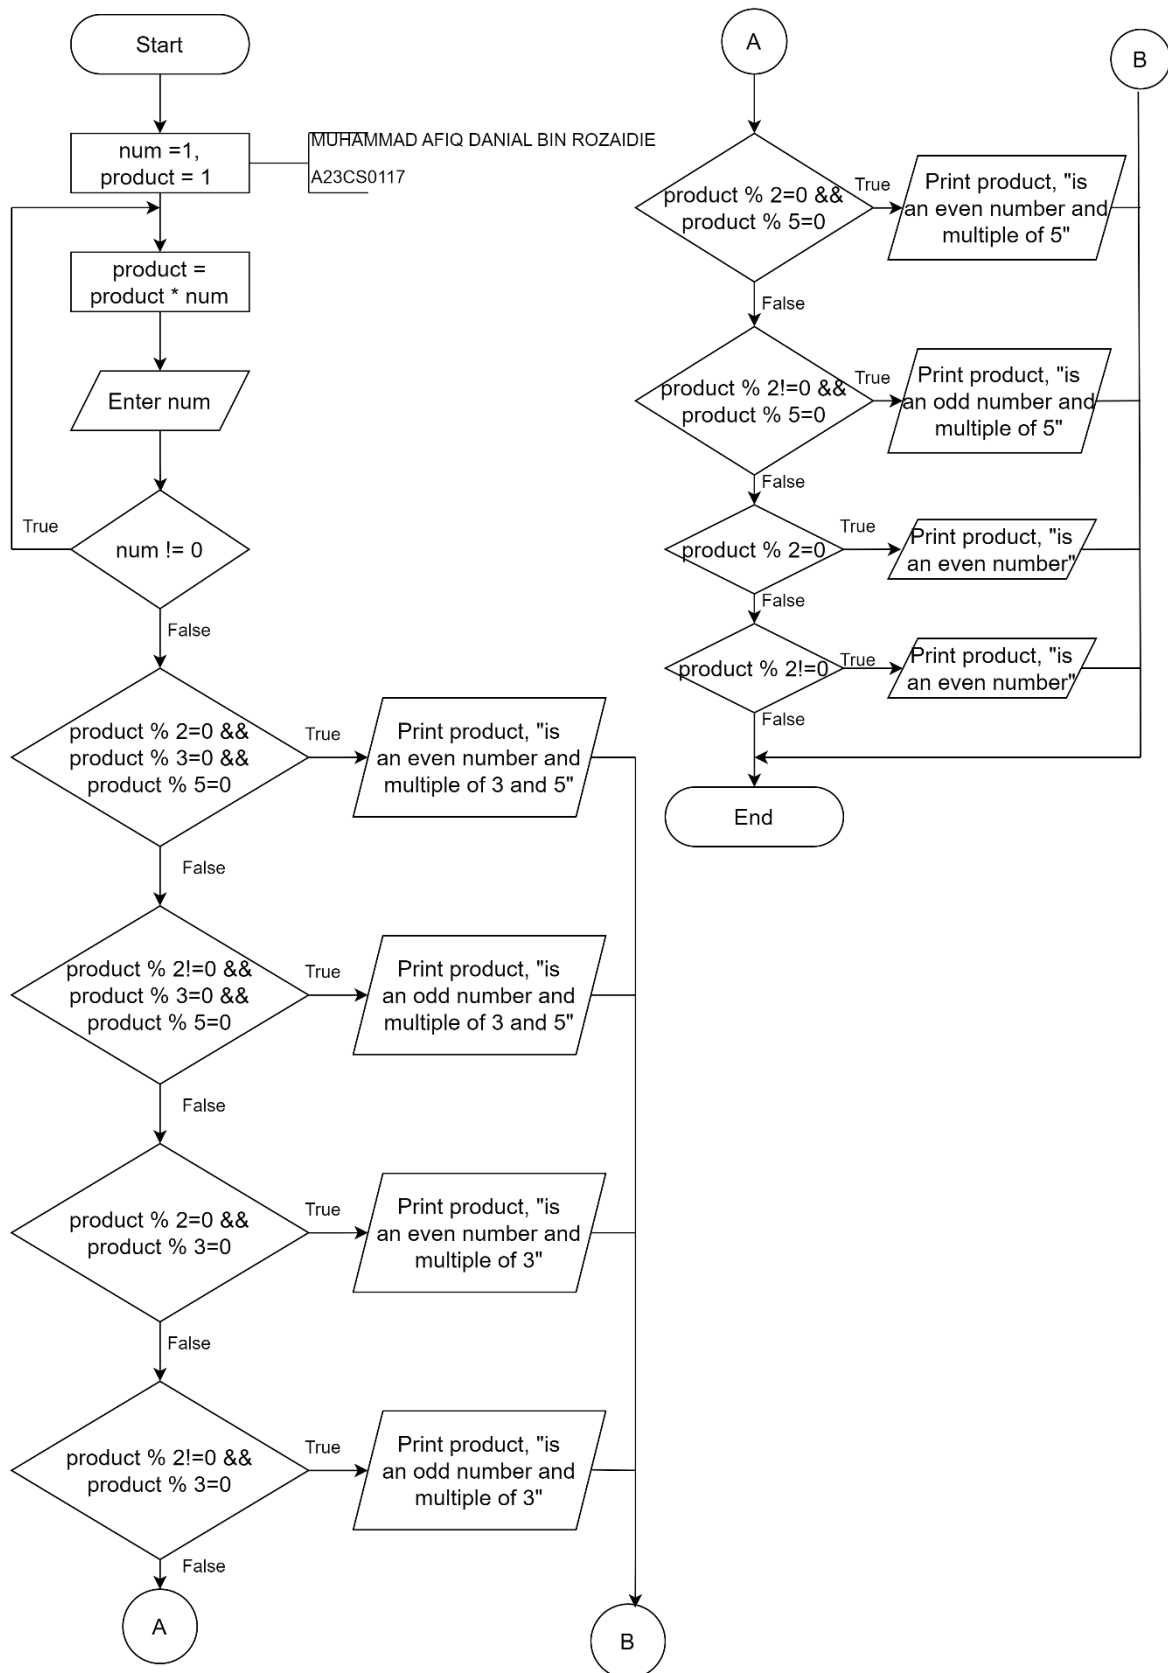 Start
num =1,
product = 1
MUHAMMAD AFIQ DANIAL BIN ROZAIDIE
A23CS0117
product =
product * num
Enter num
num != 0
True
False
product % 2=0 &&
product % 3=0 &&
product % 5=0
True
Print product, "is
an even number and
multiple of 3 and 5"
False
product % 2!=0 &&
product % 3=0 &&
product % 5=0
True
Print product, "is
an odd number and
multiple of 3 and 5"
False
product % 2=0 &&
product % 3=0
True
Print product, "is
an even number and
multiple of 3"
False
product % 2!=0 &&
product % 3=0
True
Print product, "is
an odd number and
multiple of 3"
False
A
B
A
B
product % 2=0 &&
product % 5=0
True
Print product, "is
an even number and
multiple of 5"
False
product % 2!=0 &&
product % 5=0
True
Print product, "is
an odd number and
multiple of 5"
False
product % 2=0
True
Print product, "is
an even number"
False
product % 2!=0
True
Print product, "is
an even number"
False
End